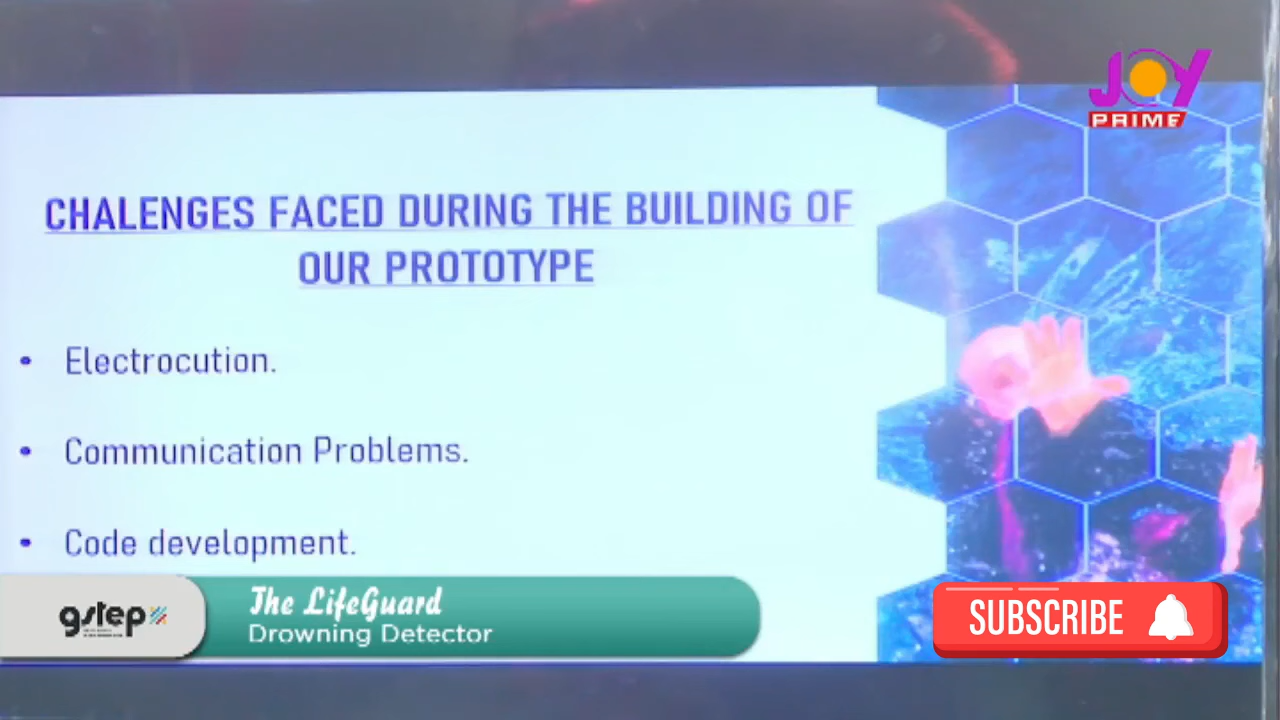 JOY
PRIME
CHALENGES FACED DURING THE BUILDING OF
OUR PROTOTYPE
• Electrocution.
• Communication Problems.
• Code development.
gstep
The LifeGuard
Drowning Detector
SUBSCRIBE